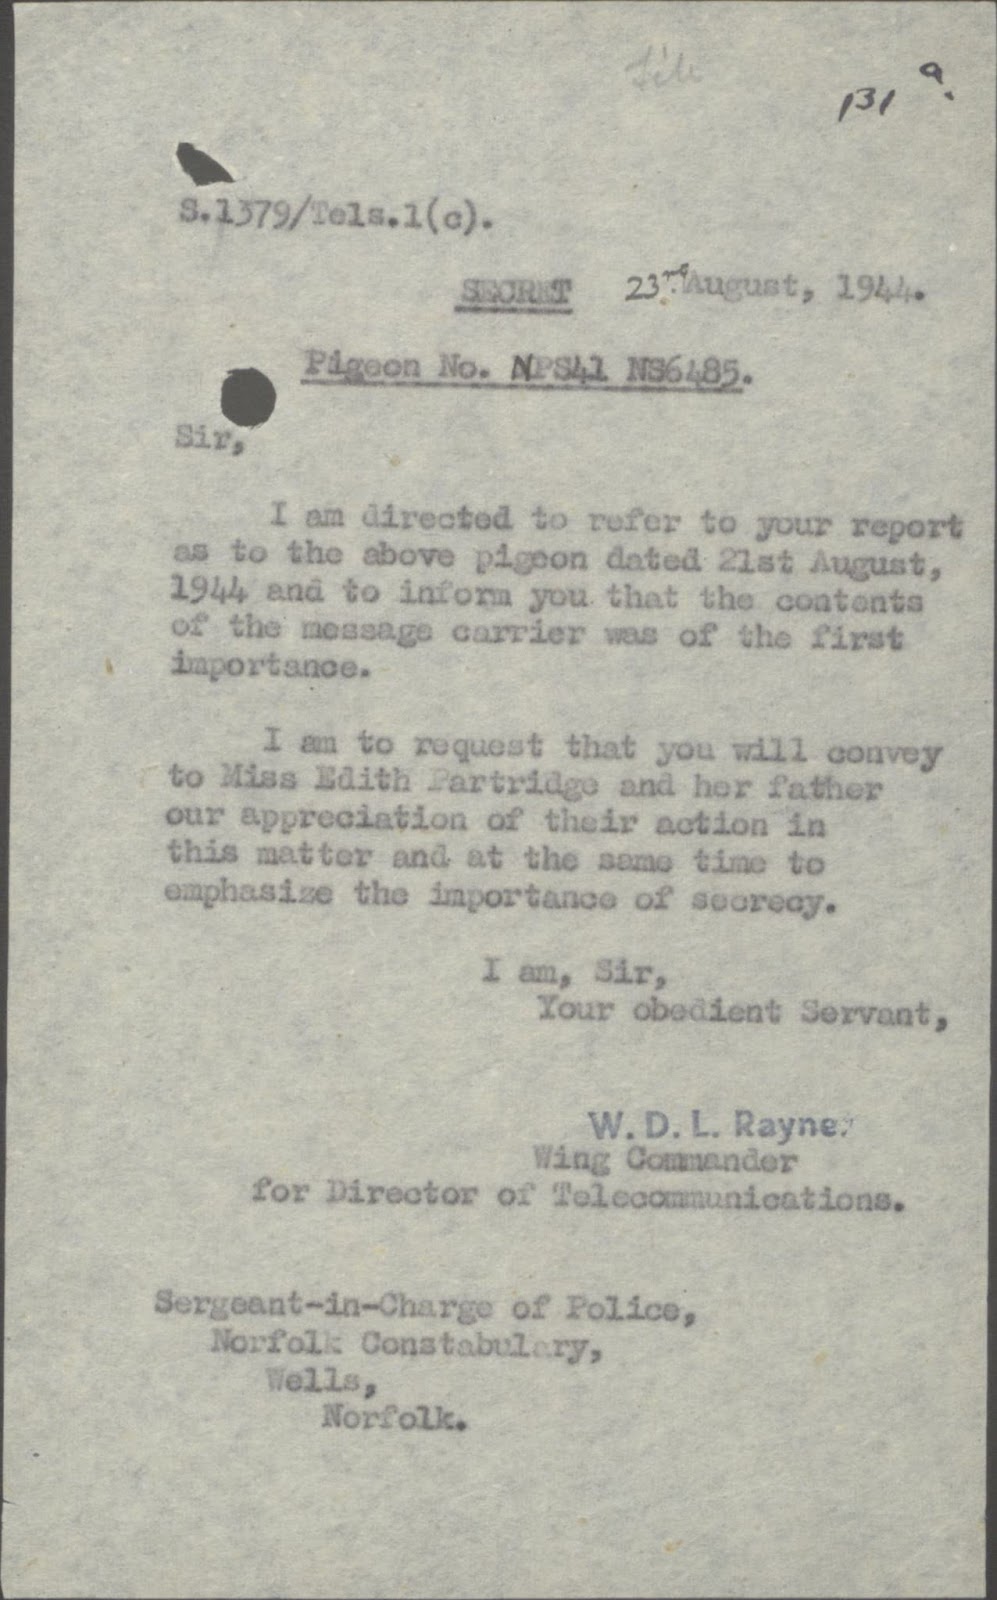 file
131 a.
S.1379/Tels.1(c).
SECRET 23rd August, 1944.
Pigeon No. NPS41 NS6485.
Sir,
I am directed to refer to your report
as to the above pigeon dated 21st August,
1944 and to inform you that the contents
of the message carrier was of the first
importance.
I am to request that you will convey
to Miss Edith Partridge and her father
our appreciation of their action in
this matter and at the same time to
emphasize the importance of secrecy.
I am, Sir,
Your obedient Servant,
W. D. L. Rayner
Wing Commander
for Director of Telecommunications.
Sergeant-in-Charge of Police,
Norfolk Constabulary,
Wells,
Norfolk.